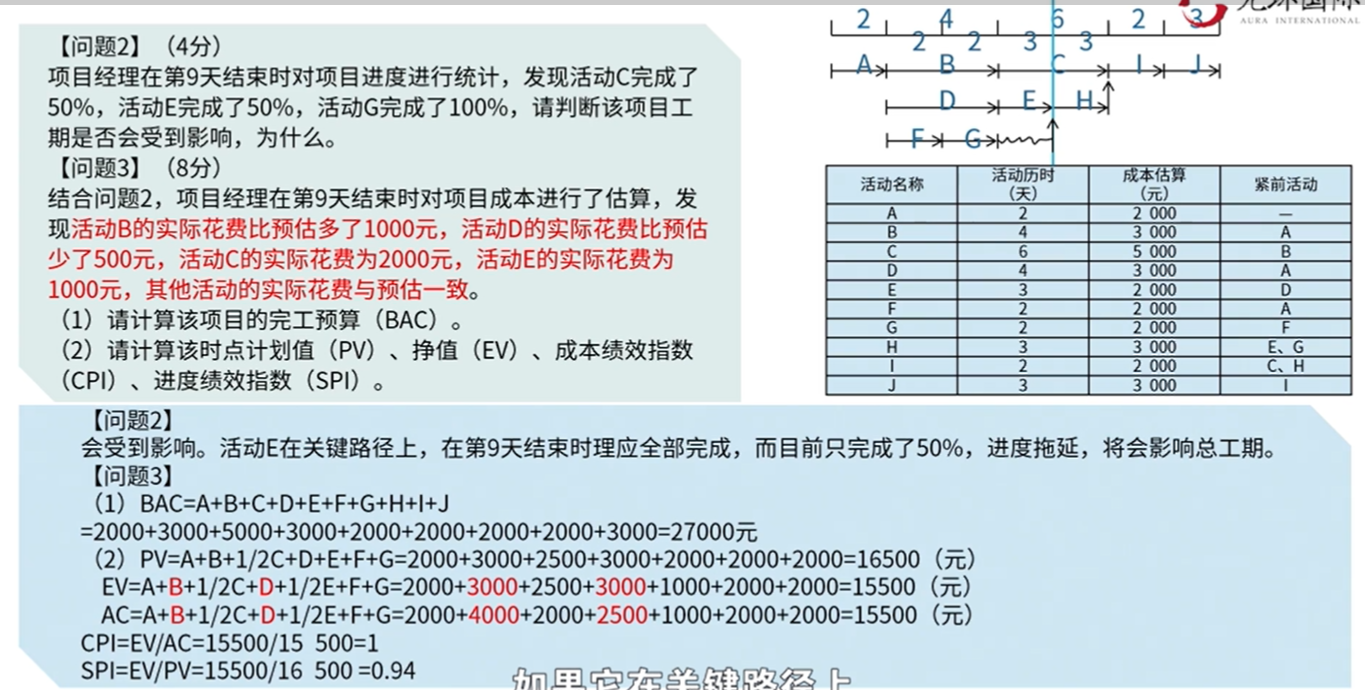 【问题2】（4分）
项目经理在第9天结束时对项目进度进行统计，发现活动C完成了
50%，活动E完成了50%，活动G完成了100%，请判断该项目工
期是否会受到影响，为什么。
【问题3】（8分）
结合问题2，项目经理在第9天结束时对项目成本进行了估算，发
现活动B的实际花费比预估多了1000元，活动D的实际花费比预估
少了500元，活动C的实际花费为2000元，活动E的实际花费为
1000元，其他活动的实际花费与预估一致。
（1）请计算该项目的完工预算（BAC）。
（2）请计算该时点计划值（PV）、挣值（EV）、成本绩效指数
（CPI）、进度绩效指数（SPI）。
AURA INTERNATIONAL
2 4 6 2 3
2 2 3 3
A B C I J
D E H
F G
活动名称 活动历时（天） 成本估算（元） 紧前活动
A 2 2 000 —
B 4 3 000 A
C 6 5 000 B
D 4 3 000 A
E 3 2 000 D
F 2 2 000 A
G 2 2 000 F
H 3 3 000 E、G
I 2 2 000 C、H
J 3 3 000 I
【问题2】
会受到影响。活动E在关键路径上，在第9天结束时理应全部完成，而目前只完成了50%，进度拖延，将会影响总工期。
【问题3】
（1）BAC=A+B+C+D+E+F+G+H+I+J
=2000+3000+5000+3000+2000+2000+2000+2000+3000=27000元
（2）PV=A+B+1/2C+D+E+F+G=2000+3000+2500+3000+2000+2000+2000=16500（元）
EV=A+B+1/2C+D+1/2E+F+G=2000+3000+2500+3000+1000+2000+2000=15500（元）
AC=A+B+1/2C+D+1/2E+F+G=2000+4000+2000+2500+1000+2000+2000=15500（元）
CPI=EV/AC=15500/15 500=1
SPI=EV/PV=15500/16 500 =0.94
如果它在关键路径上